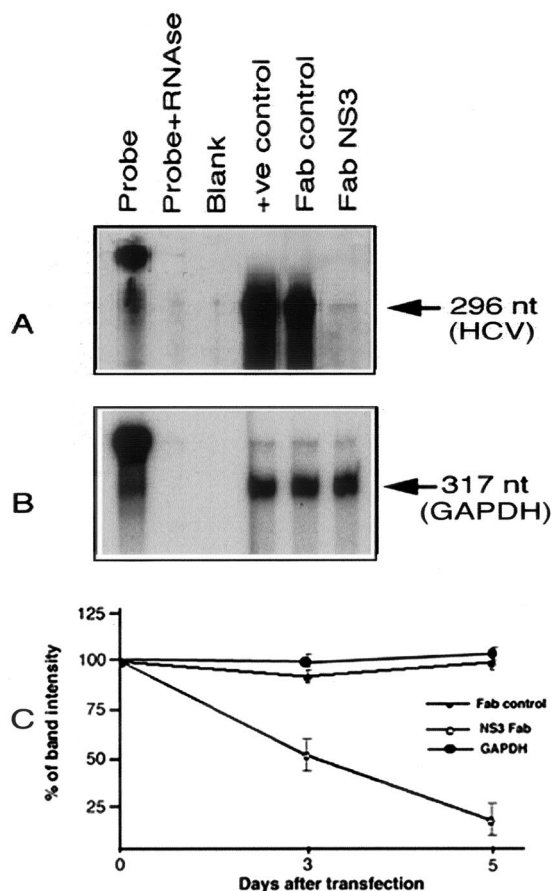 Probe
Probe+RNAse
Blank
+ve control
Fab control
Fab NS3
A
296 nt
(HCV)
B
317 nt
(GAPDH)
C
% of band intensity
125
100
75
50
25
Fab control
NS3 Fab
GAPDH
0
3
5
Days after transfection